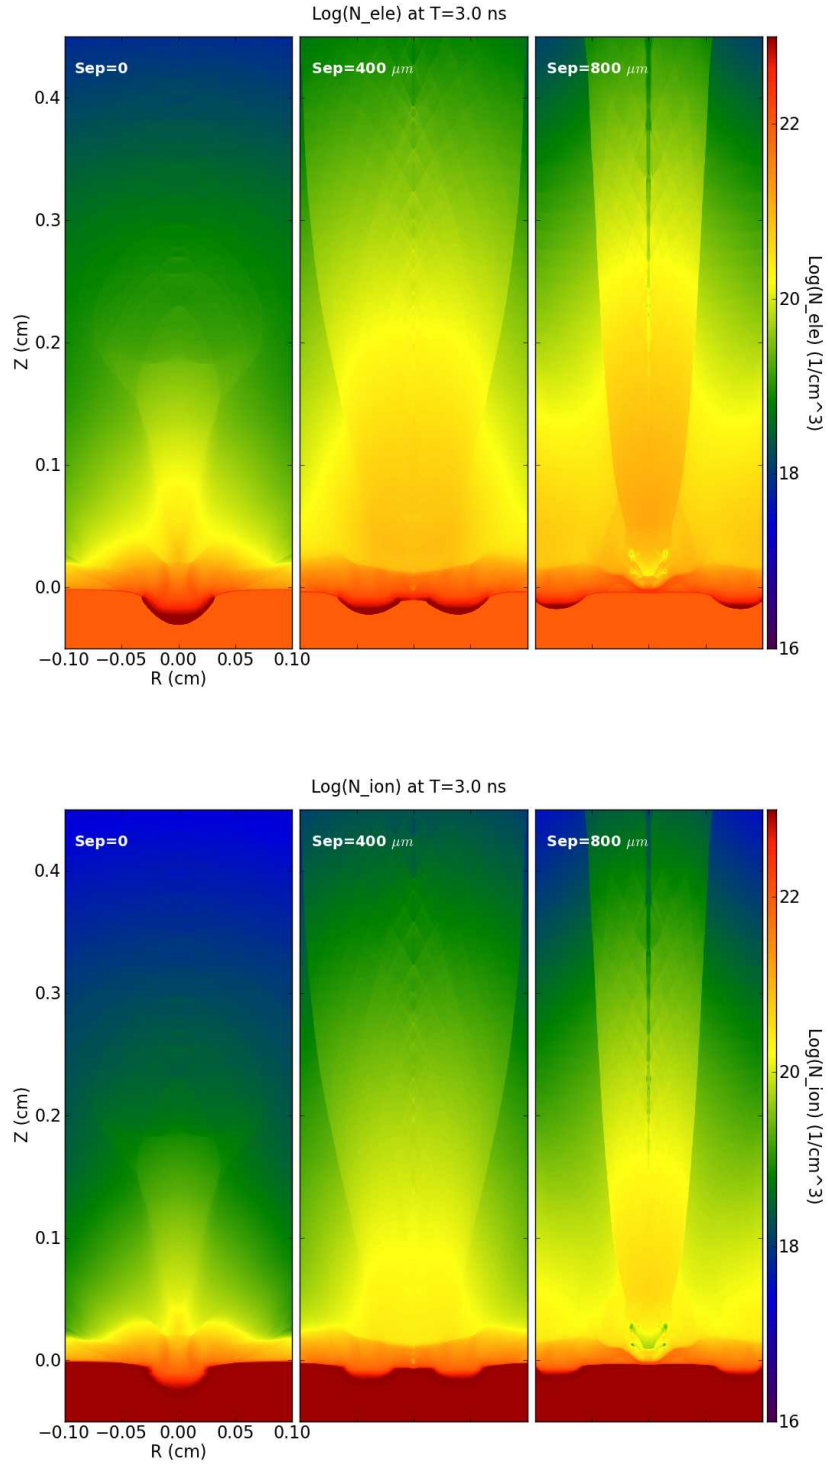 Log(N_ele) at T=3.0 ns
Sep=0
Sep=400 μm
Sep=800 μm
0.4
0.3
0.2
0.1
0.0
Z (cm)
−0.10 −0.05 0.00 0.05 0.10
R (cm)
22
20
18
16
Log(N_ele) (1/cm^3)
Log(N_ion) at T=3.0 ns
Sep=0
Sep=400 μm
Sep=800 μm
0.4
0.3
0.2
0.1
0.0
Z (cm)
−0.10 −0.05 0.00 0.05 0.10
R (cm)
22
20
18
16
Log(N_ion) (1/cm^3)